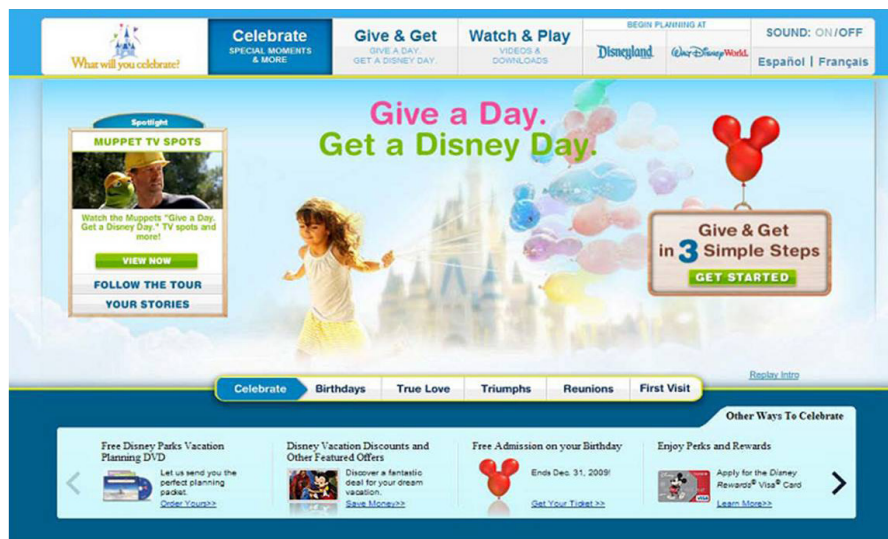 What will you celebrate?
Celebrate
SPECIAL MOMENTS
& MORE
Give & Get
GIVE A DAY.
GET A DISNEY DAY.
Watch & Play
VIDEOS &
DOWNLOADS
BEGIN PLANNING AT
Disneyland
Walt Disney World
SOUND: ON/OFF
Español | Français
Spotlight
MUPPET TV SPOTS
Watch the Muppets "Give a Day.
Get a Disney Day." TV spots and
more!
VIEW NOW
FOLLOW THE TOUR
YOUR STORIES
Give a Day.
Get a Disney Day.
Give & Get
in 3 Simple Steps
GET STARTED
Replay Intro
Celebrate
Birthdays
True Love
Triumphs
Reunions
First Visit
Other Ways To Celebrate
Free Disney Parks Vacation
Planning DVD
Let us send you the
perfect planning
packet.
Order Yours>>
Disney Vacation Discounts and
Other Featured Offers
Discover a fantastic
deal for your dream
vacation.
Save Money>>
Free Admission on your Birthday
Ends Dec. 31, 2009!
Get Your Ticket >>
Enjoy Perks and Rewards
VISA
Apply for the Disney
Rewards® Visa® Card
Learn More>>